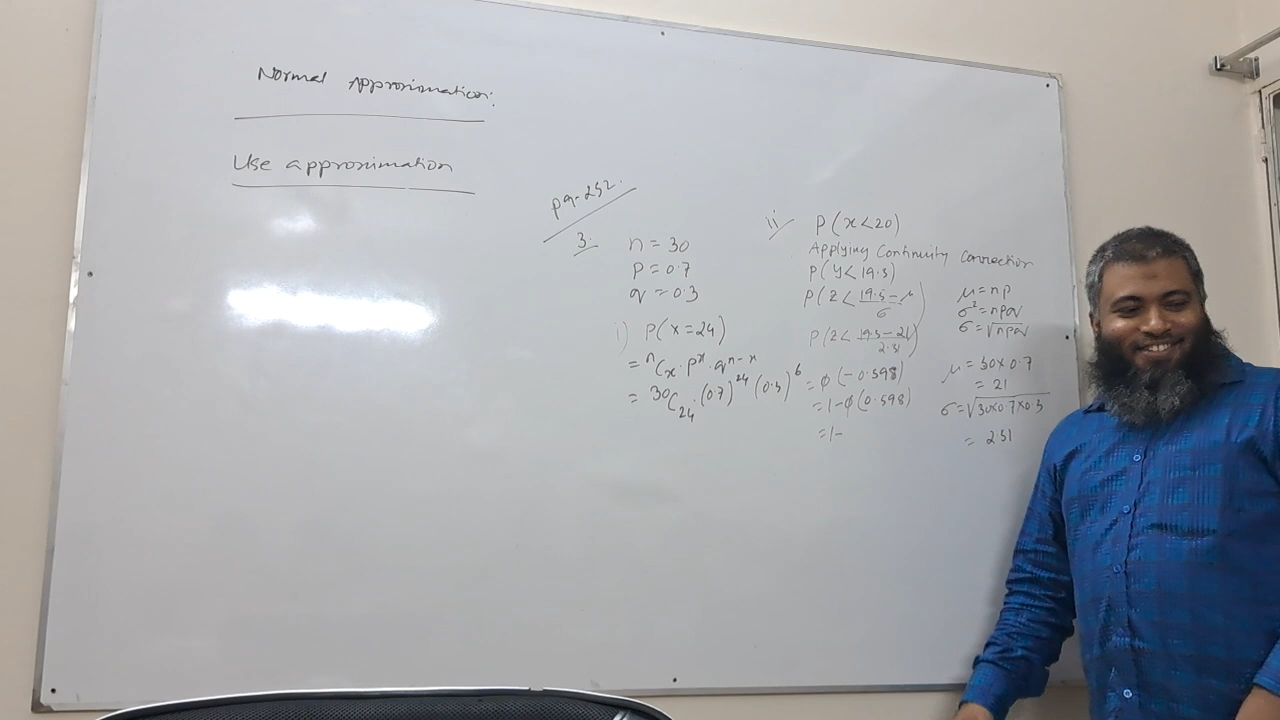 Normal Approximation:
Use approximation
pg-252.
3. n = 30
P = 0.7
q = 0.3
i) P(x = 24)
= ⁿCₓ · Pˣ · qⁿ⁻ˣ
= ³⁰C₂₄ · (0.7)²⁴ (0.3)⁶
ii) P(x < 20)
Applying Continuity Correction
P(Y < 19.5)
P(Z < (19.5 - μ)/σ)
P(Z < (19.5 - 21)/2.51)
= φ(-0.598)
= 1 - φ(0.598)
= 1 -
μ = np
σ² = npq
σ = √npq
μ = 30 × 0.7
= 21
σ = √30×0.7×0.3
= 2.51